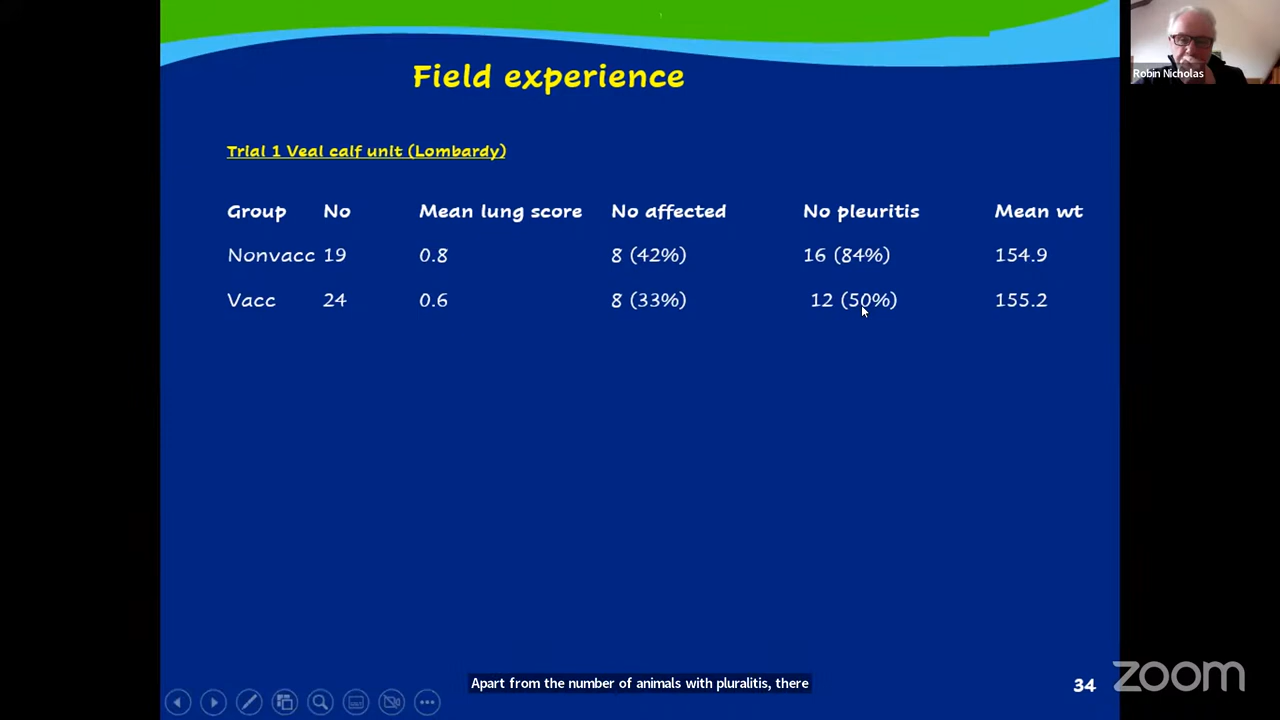 Robin Nicholas
Field experience
Trial 1 Veal calf unit (Lombardy)
Group No Mean lung score No affected No pleuritis Mean wt
Nonvacc 19 0.8 8 (42%) 16 (84%) 154.9
Vacc 24 0.6 8 (33%) 12 (50%) 155.2
Apart from the number of animals with pluralitis, there
34
zoom